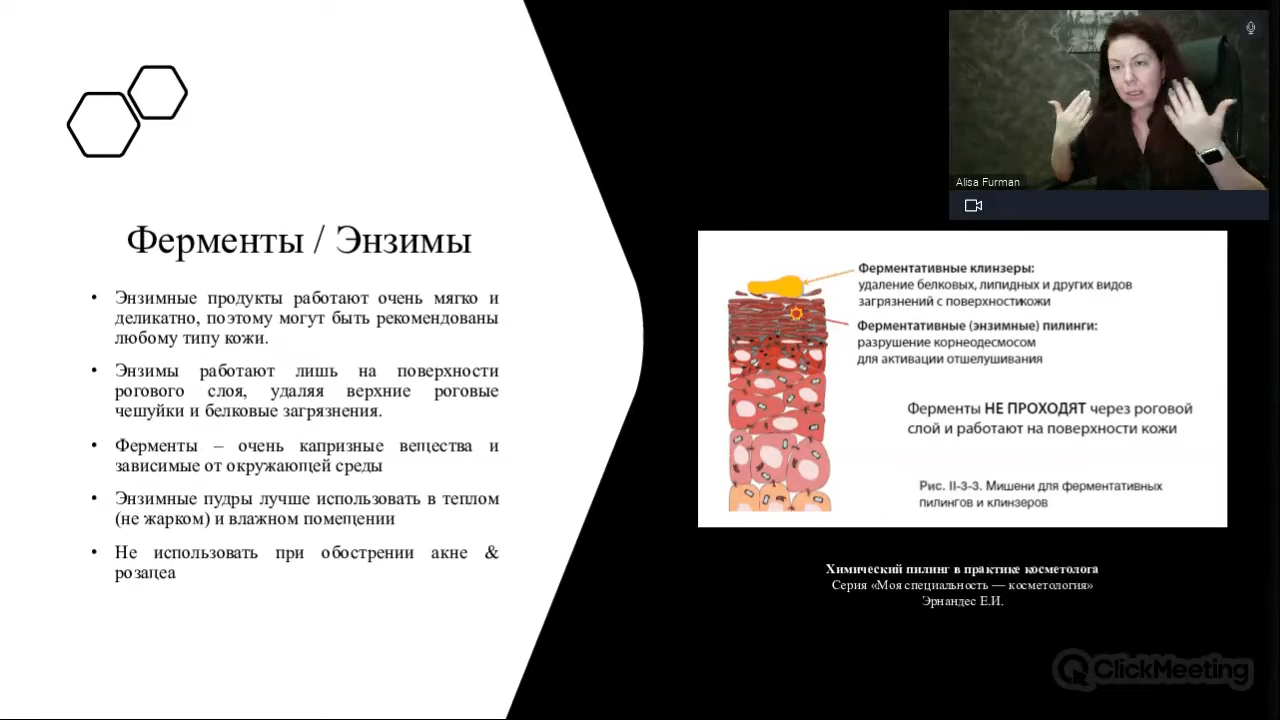 Ферменты / Энзимы
• Энзимные продукты работают очень мягко и
деликатно, поэтому могут быть рекомендованы
любому типу кожи.
• Энзимы работают лишь на поверхности
рогового слоя, удаляя верхние роговые
чешуйки и белковые загрязнения.
• Ферменты – очень капризные вещества и
зависимые от окружающей среды
• Энзимные пудры лучше использовать в теплом
(не жарком) и влажном помещении
• Не использовать при обострении акне &
розацеа
Alisa Furman
Ферментативные клинзеры:
удаление белковых, липидных и других видов
загрязнений с поверхностикожи
Ферментативные (энзимные) пилинги:
разрушение корнеодесмосом
для активации отшелушивания
Ферменты НЕ ПРОХОДЯТ через роговой
слой и работают на поверхности кожи
Рис. II-3-3. Мишени для ферментативных
пилингов и клинзеров
Химический пилинг в практике косметолога
Серия «Моя специальность — косметология»
Эрнандес Е.И.
ClickMeeting